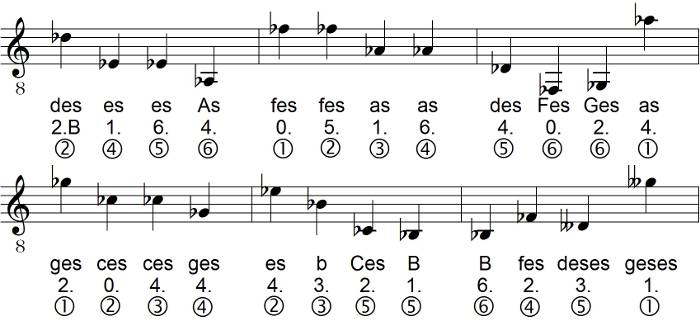 8
des es es As fes fes as as des Fes Ges as
2.B 1. 6. 4. 0. 5. 1. 6. 4. 0. 2. 4.
② ④ ⑤ ⑥ ① ② ③ ④ ⑤ ⑥ ⑥ ①
8
ges ces ces ges es b Ces B B fes deses geses
2. 0. 4. 4. 4. 3. 2. 1. 6. 2. 3. 1.
① ② ③ ④ ② ③ ⑤ ⑤ ⑥ ④ ⑤ ①